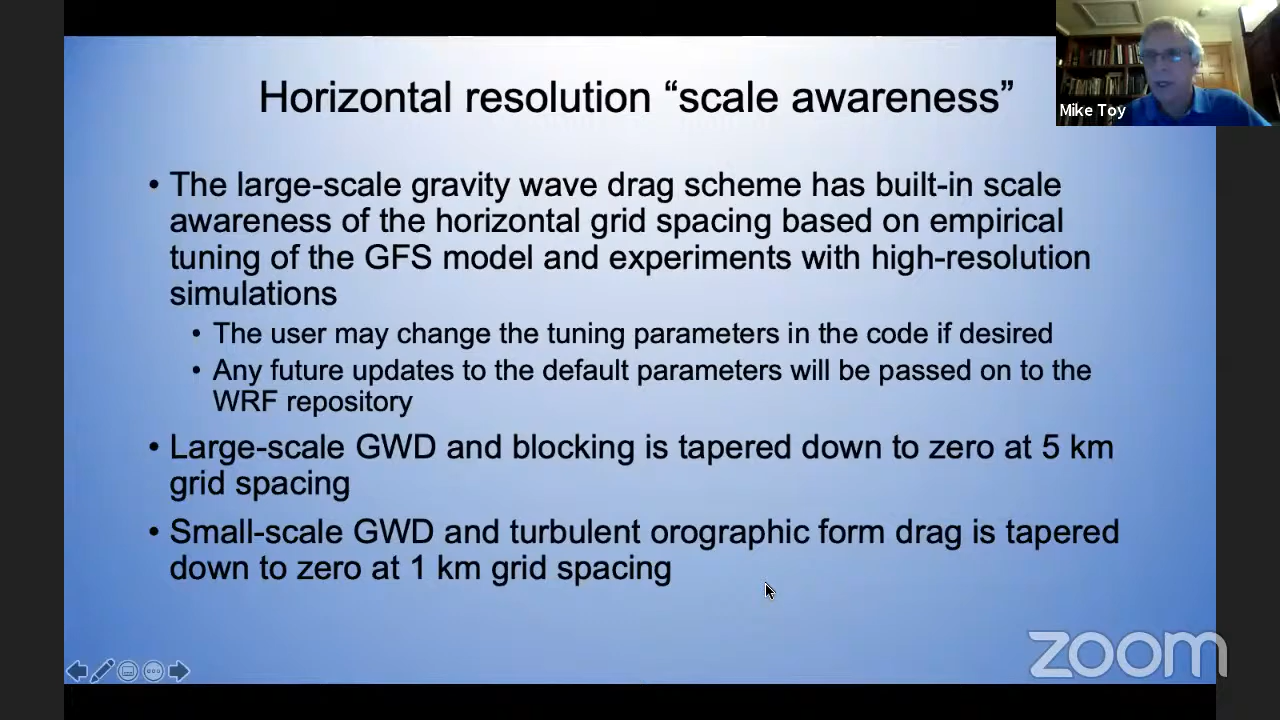 Horizontal resolution “scale awareness”
Mike Toy
• The large-scale gravity wave drag scheme has built-in scale
awareness of the horizontal grid spacing based on empirical
tuning of the GFS model and experiments with high-resolution
simulations
• The user may change the tuning parameters in the code if desired
• Any future updates to the default parameters will be passed on to the
WRF repository
• Large-scale GWD and blocking is tapered down to zero at 5 km
grid spacing
• Small-scale GWD and turbulent orographic form drag is tapered
down to zero at 1 km grid spacing
zoom